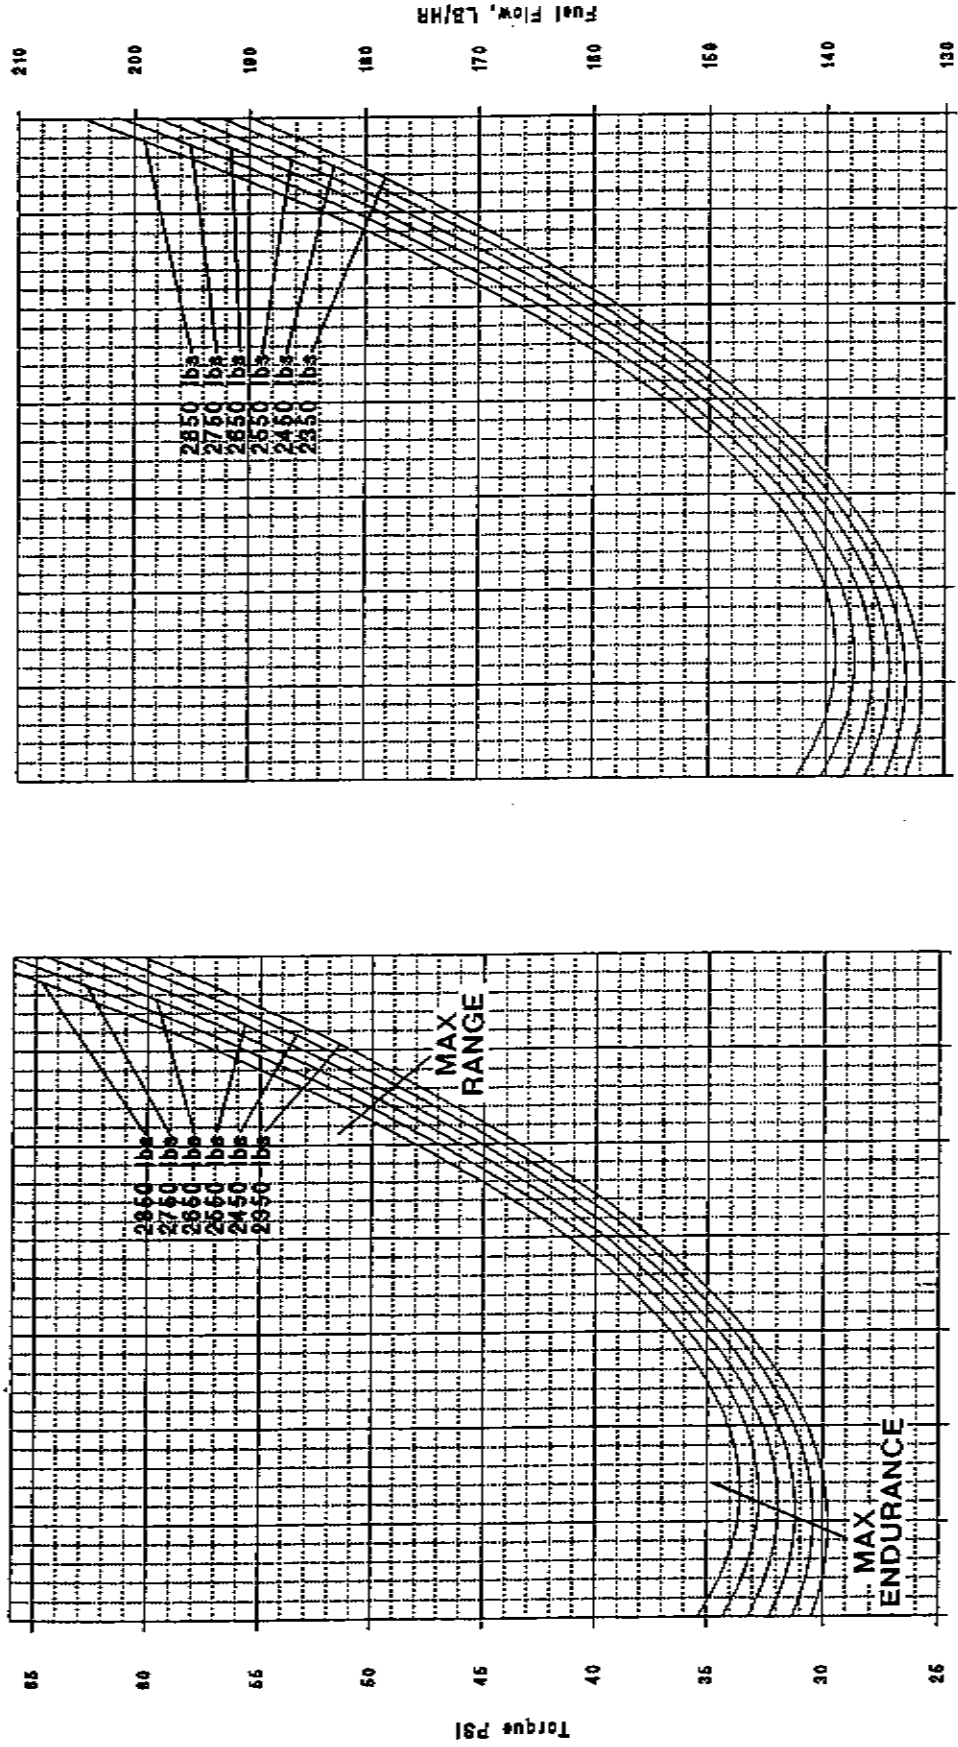 Fuel Flow, LB/HR
210
200
190
180
170
160
150
140
130
2850 lbs
2750 lbs
2650 lbs
2550 lbs
2450 lbs
2350 lbs
2850 lbs
2750 lbs
2650 lbs
2550 lbs
2450 lbs
2350 lbs
MAX
RANGE
MAX
ENDURANCE
65
60
55
50
45
40
35
30
25
Torque PSI